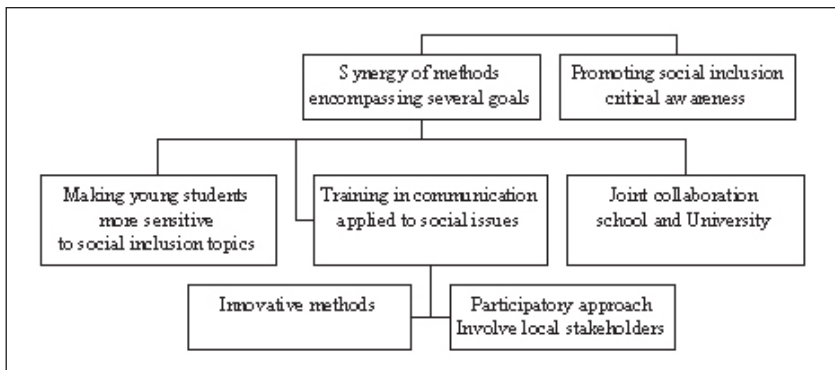 Synergy of methods
encompassing several goals
Promoting social inclusion
critical awareness
Making young students
more sensitive
to social inclusion topics
Training in communication
applied to social issues
Joint collaboration
school and University
Innovative methods
Participatory approach
Involve local stakeholders